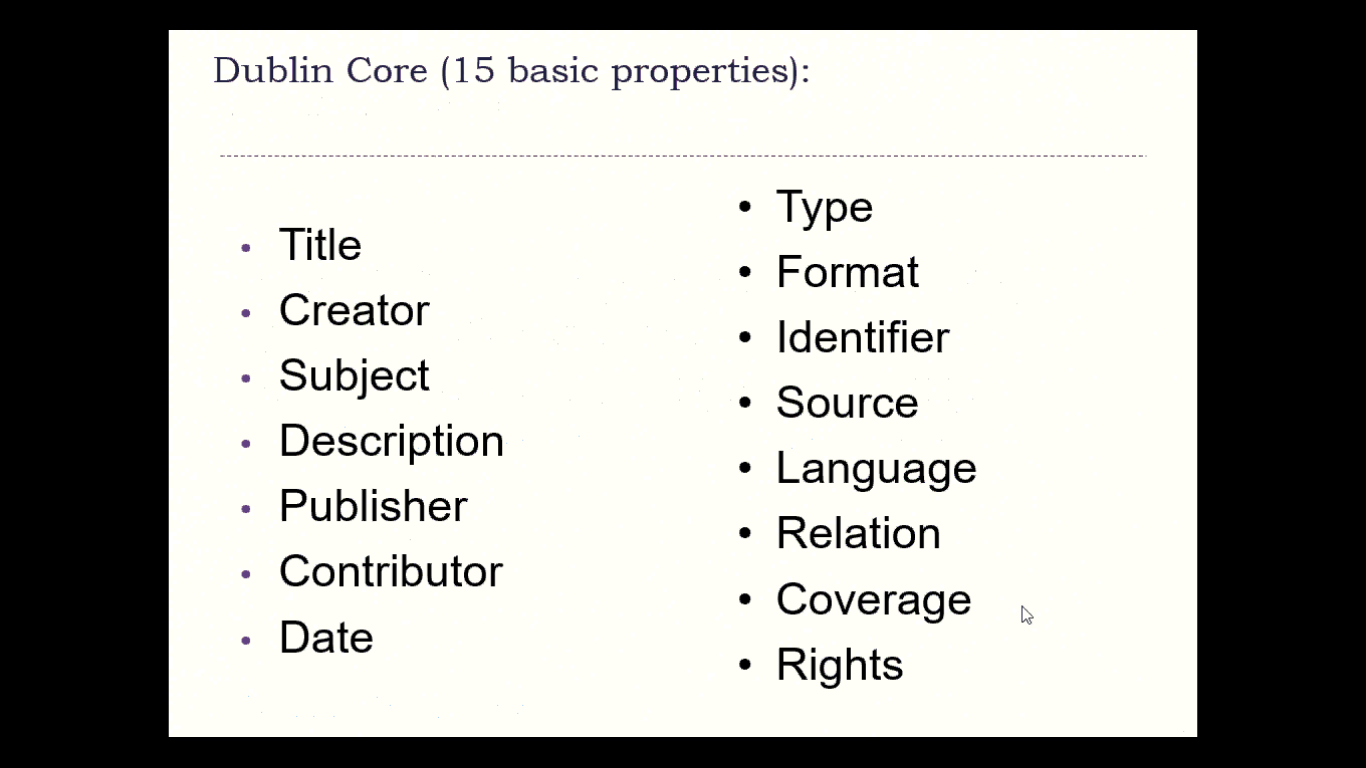 Dublin Core (15 basic properties):
• Title
• Creator
• Subject
• Description
• Publisher
• Contributor
• Date
• Type
• Format
• Identifier
• Source
• Language
• Relation
• Coverage
• Rights